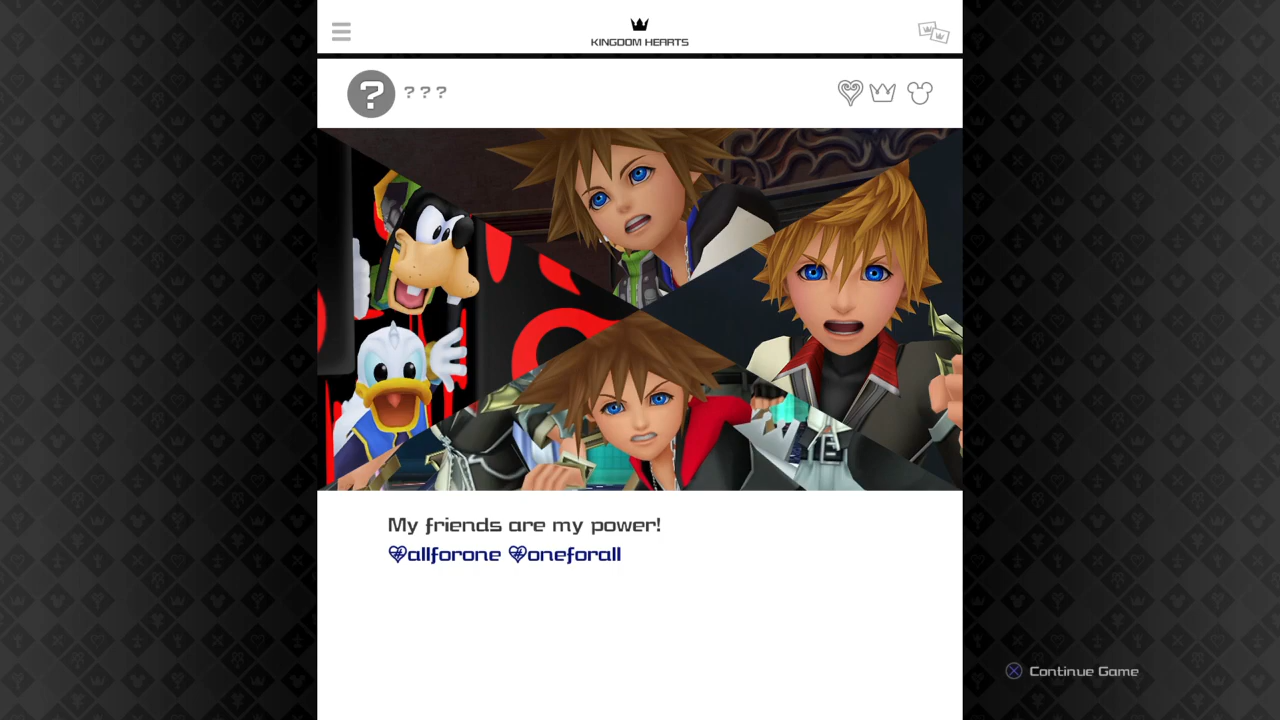 KINGDOM HEARTS
?
? ? ?
My friends are my power!
#allforone #oneforall
Continue Game